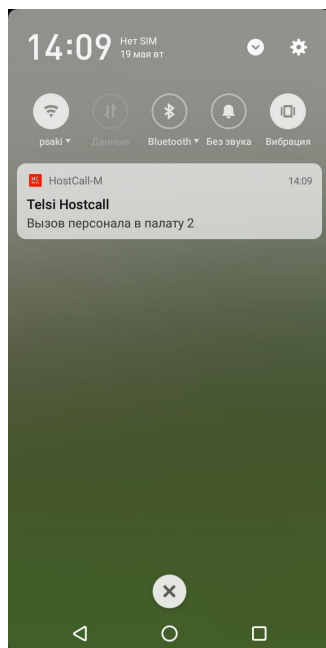 14:09
Нет SIM
19 мая вт
psaki
Данные
Bluetooth
Без звука
Вибрация
HostCall-M
14:09
Telsi Hostcall
Вызов персонала в палату 2